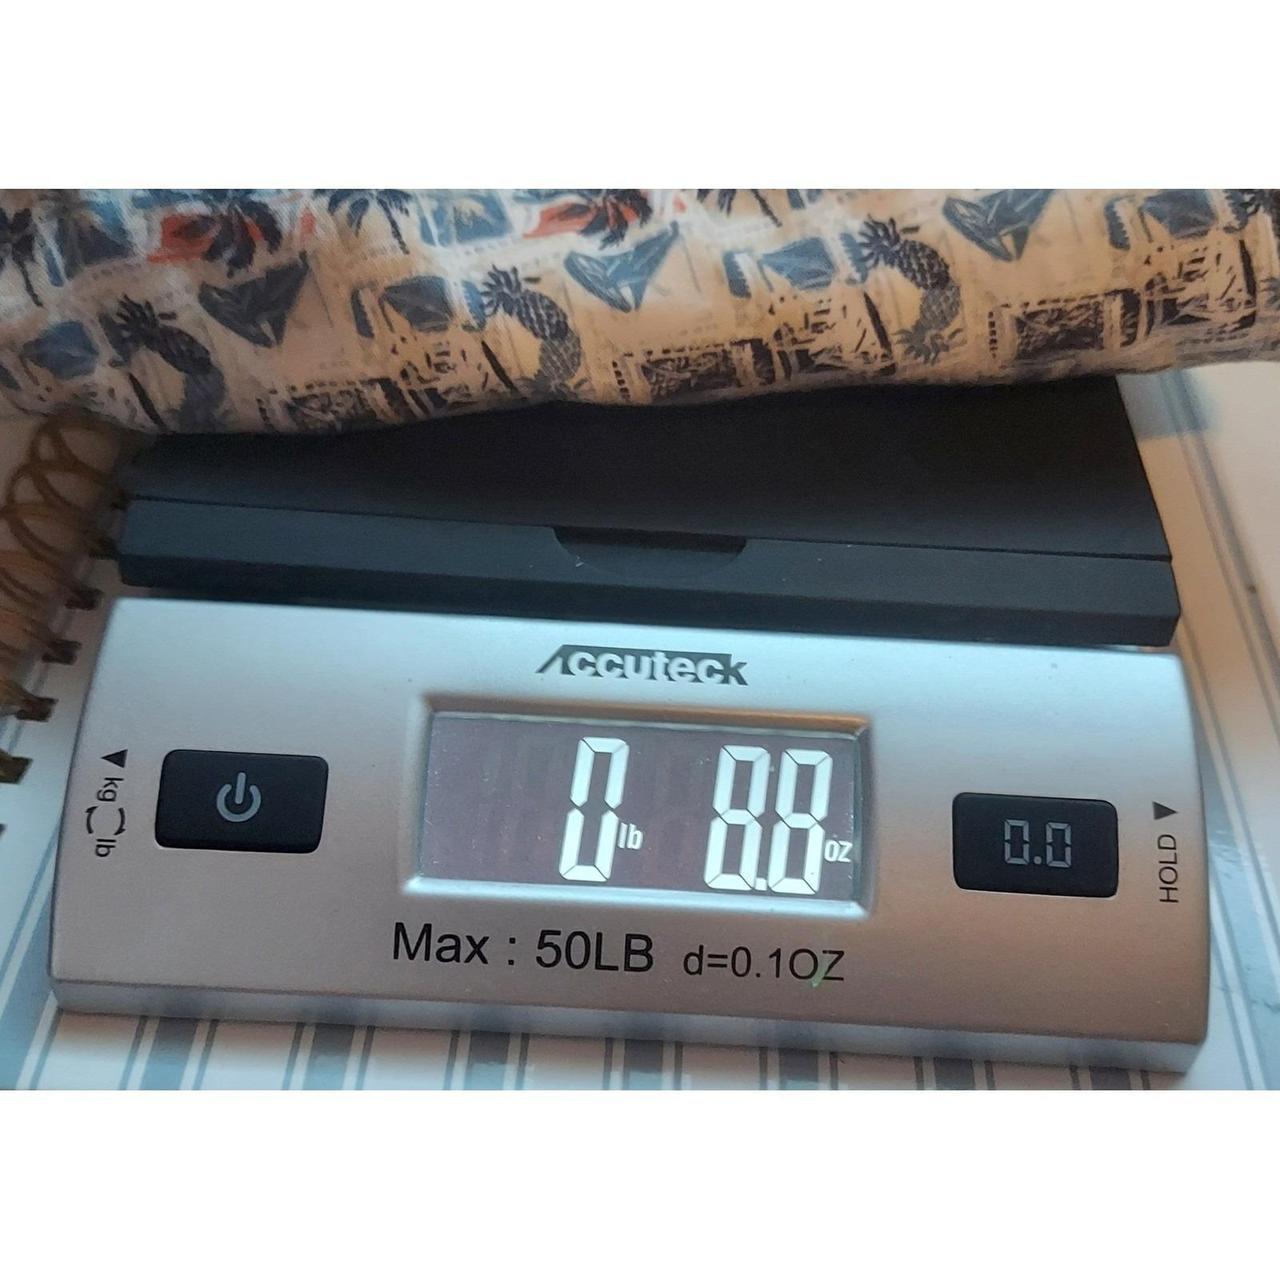 Accuteck
kg lb
0 lb 8.8 oz
0.0
HOLD
Max : 50LB d=0.1OZ